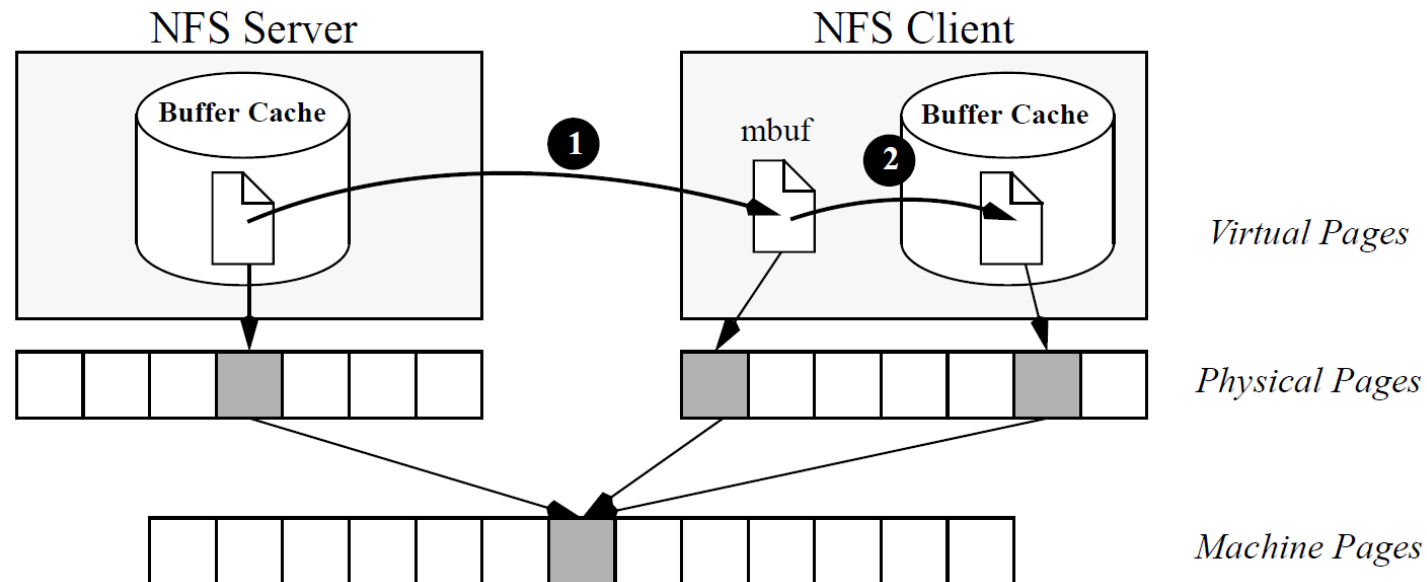 NFS Server
NFS Client
Buffer Cache
1
mbuf
2
Buffer Cache
Virtual Pages
Physical Pages
Machine Pages